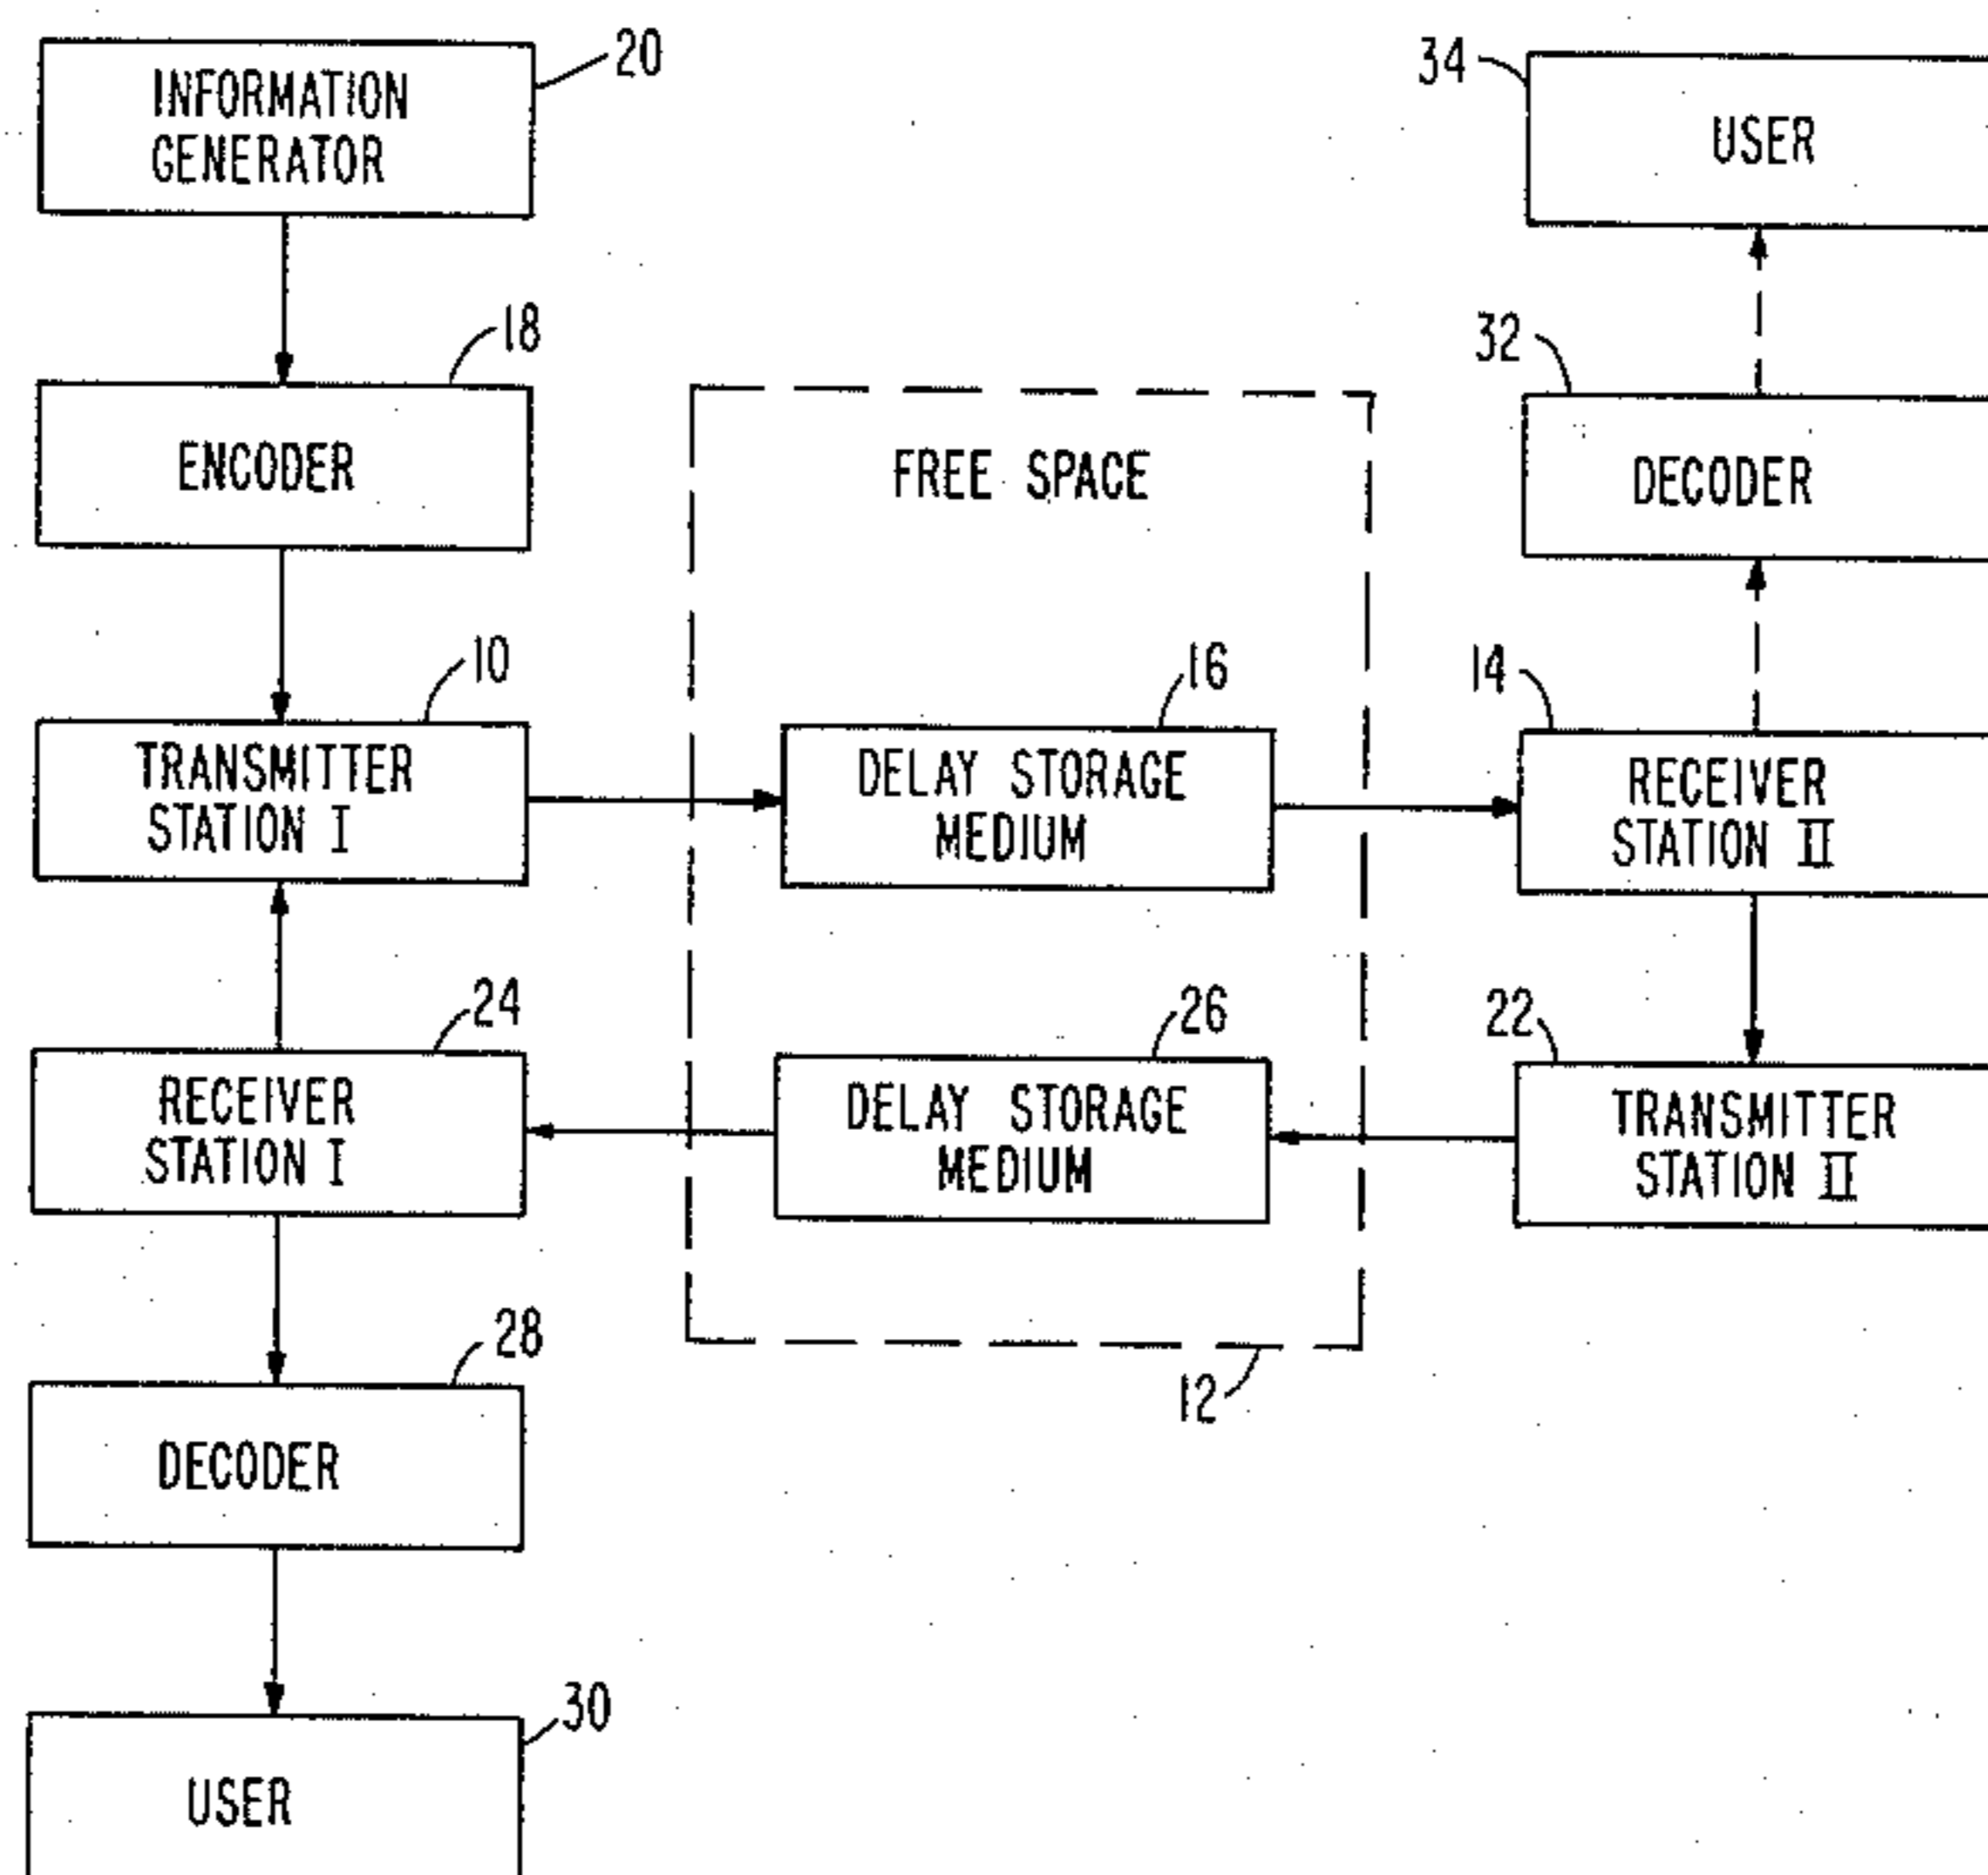 INFORMATION
GENERATOR
20
34
USER
18
ENCODER
FREE SPACE
32
DECODER
10
TRANSMITTER
STATION I
16
DELAY STORAGE
MEDIUM
14
RECEIVER
STATION II
24
RECEIVER
STATION I
26
DELAY STORAGE
MEDIUM
22
TRANSMITTER
STATION II
28
DECODER
12
30
USER